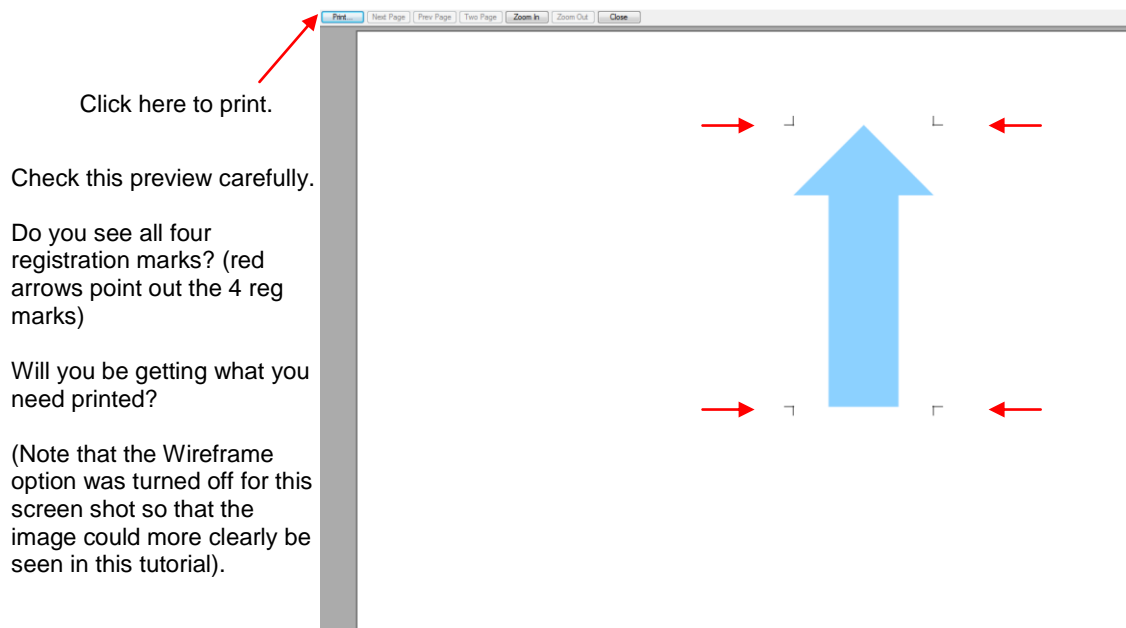 Print... Next Page Prev Page Two Page Zoom In Zoom Out Close
Click here to print.
Check this preview carefully.
Do you see all four
registration marks? (red
arrows point out the 4 reg
marks)
Will you be getting what you
need printed?
(Note that the Wireframe
option was turned off for this
screen shot so that the
image could more clearly be
seen in this tutorial).